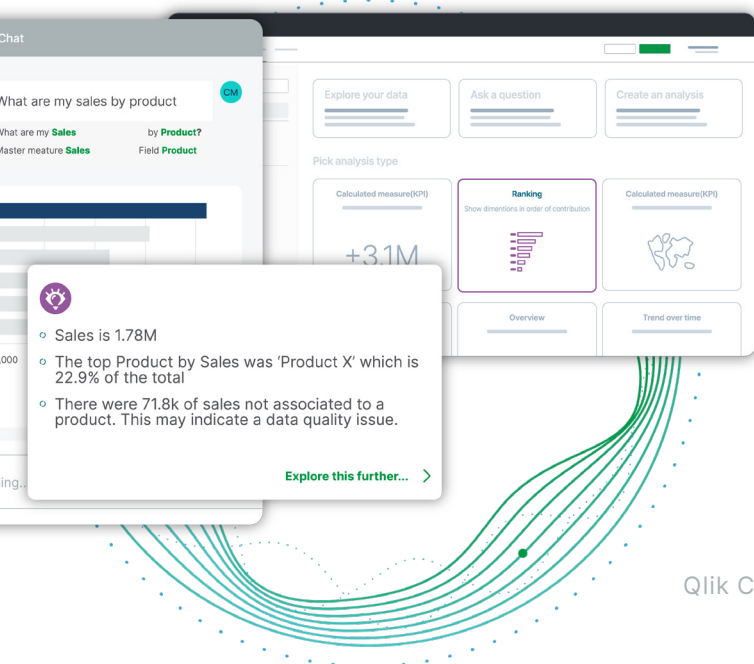 Chat
What are my sales by product
CM
What are my Sales by Product?
Master meature Sales Field Product
,000
Explore your data
Ask a question
Create an analysis
Pick analysis type
Calculated measure(KPI)
+3.1M
Ranking
Show dimentions in order of contribution
Calculated measure(KPI)
Overview
Trend over time
Sales is 1.78M
The top Product by Sales was ‘Product X’ which is
22.9% of the total
There were 71.8k of sales not associated to a
product. This may indicate a data quality issue.
Explore this further...
ing...
Qlik C